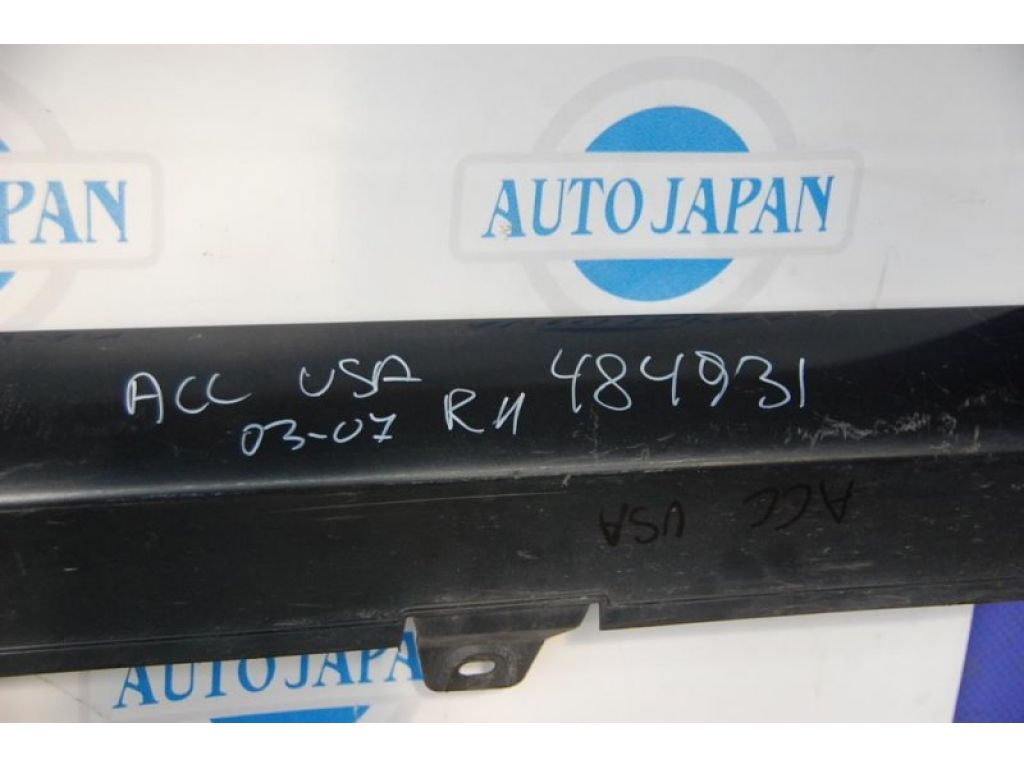 AUTO JAPAN
PAN
ACC USA 484931
03-07 RH
ACC USA
AUTO JAPA